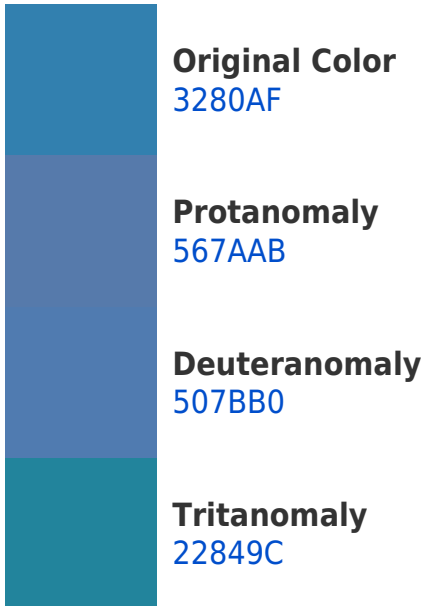 Original Color
3280AF
Protanomaly
567AAB
Deuteranomaly
507BB0
Tritanomaly
22849C